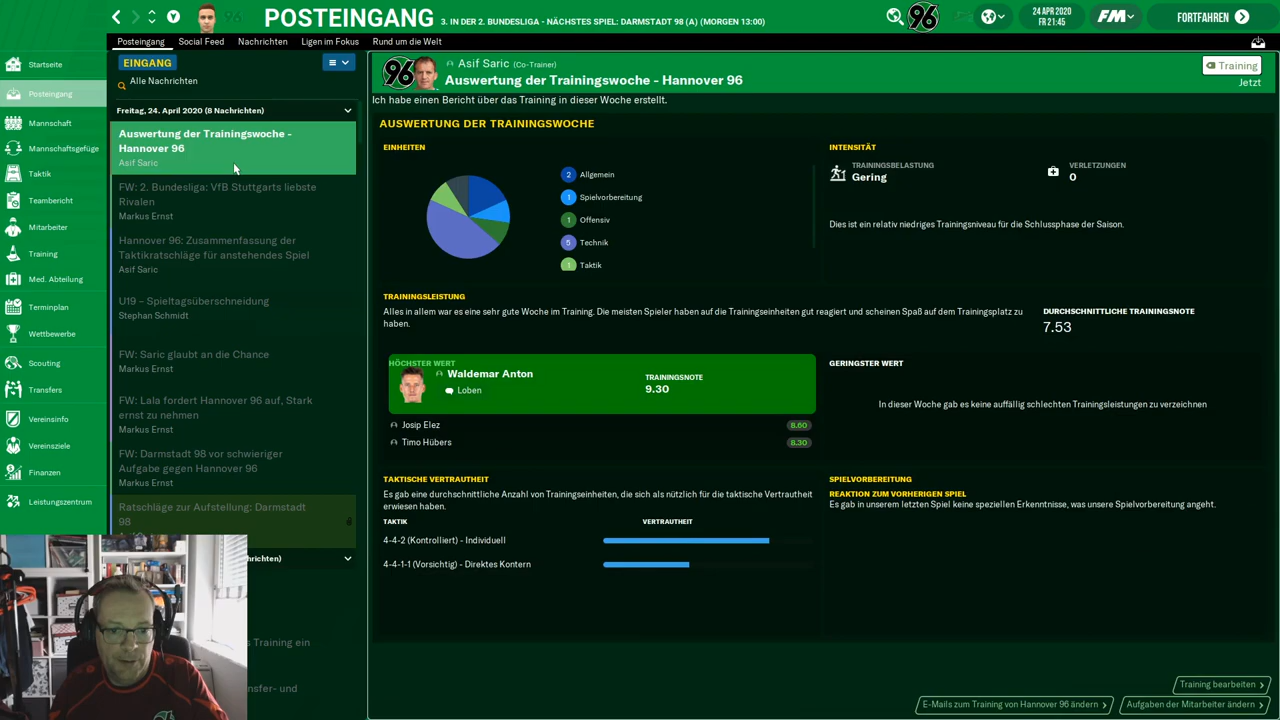 POSTEINGANG
3. IN DER 2. BUNDESLIGA - NÄCHSTES SPIEL: DARMSTADT 98 (A) (MORGEN 13:00)
96
24 APR 2020
FR 21:45
FM
FORTFAHREN
Posteingang
Social Feed
Nachrichten
Ligen im Fokus
Rund um die Welt
Startseite
Posteingang
Mannschaft
Mannschaftsgefüge
Taktik
Teambericht
Mitarbeiter
Training
Med. Abteilung
Terminplan
Wettbewerbe
Scouting
Transfers
Vereinsinfo
Vereinsziele
Finanzen
Leistungszentrum
EINGANG
Alle Nachrichten
Freitag, 24. April 2020 (8 Nachrichten)
Auswertung der Trainingswoche -
Hannover 96
Asif Saric
FW: 2. Bundesliga: VfB Stuttgarts liebste
Rivalen
Markus Ernst
Hannover 96: Zusammenfassung der
Taktikratschläge für anstehendes Spiel
Asif Saric
U19 – Spieltagsüberschneidung
Stephan Schmidt
FW: Saric glaubt an die Chance
Markus Ernst
FW: Lala fordert Hannover 96 auf, Stark
ernst zu nehmen
Markus Ernst
FW: Darmstadt 98 vor schwieriger
Aufgabe gegen Hannover 96
Markus Ernst
Ratschläge zur Aufstellung: Darmstadt
98
hrichten)
s Training ein
nsfer- und
96
Asif Saric (Co-Trainer)
Auswertung der Trainingswoche - Hannover 96
Training
Jetzt
Ich habe einen Bericht über das Training in dieser Woche erstellt.
AUSWERTUNG DER TRAININGSWOCHE
EINHEITEN
2 Allgemein
1 Spielvorbereitung
1 Offensiv
5 Technik
1 Taktik
INTENSITÄT
TRAININGSBELASTUNG
Gering
VERLETZUNGEN
0
Dies ist ein relativ niedriges Trainingsniveau für die Schlussphase der Saison.
TRAININGSLEISTUNG
Alles in allem war es eine sehr gute Woche im Training. Die meisten Spieler haben auf die Trainingseinheiten gut reagiert und scheinen Spaß auf dem Trainingsplatz zu
haben.
DURCHSCHNITTLICHE TRAININGSNOTE
7.53
HÖCHSTER WERT
Waldemar Anton
Loben
TRAININGSNOTE
9.30
Josip Elez
8.60
Timo Hübers
8.30
GERINGSTER WERT
In dieser Woche gab es keine auffällig schlechten Trainingsleistungen zu verzeichnen
TAKTISCHE VERTRAUTHEIT
Es gab eine durchschnittliche Anzahl von Trainingseinheiten, die sich als nützlich für die taktische Vertrautheit
erwiesen haben.
TAKTIK
VERTRAUTHEIT
4-4-2 (Kontrolliert) - Individuell
4-4-1-1 (Vorsichtig) - Direktes Kontern
SPIELVORBEREITUNG
REAKTION ZUM VORHERIGEN SPIEL
Es gab in unserem letzten Spiel keine speziellen Erkenntnisse, was unsere Spielvorbereitung angeht.
Training bearbeiten
E-Mails zum Training von Hannover 96 ändern
Aufgaben der Mitarbeiter ändern